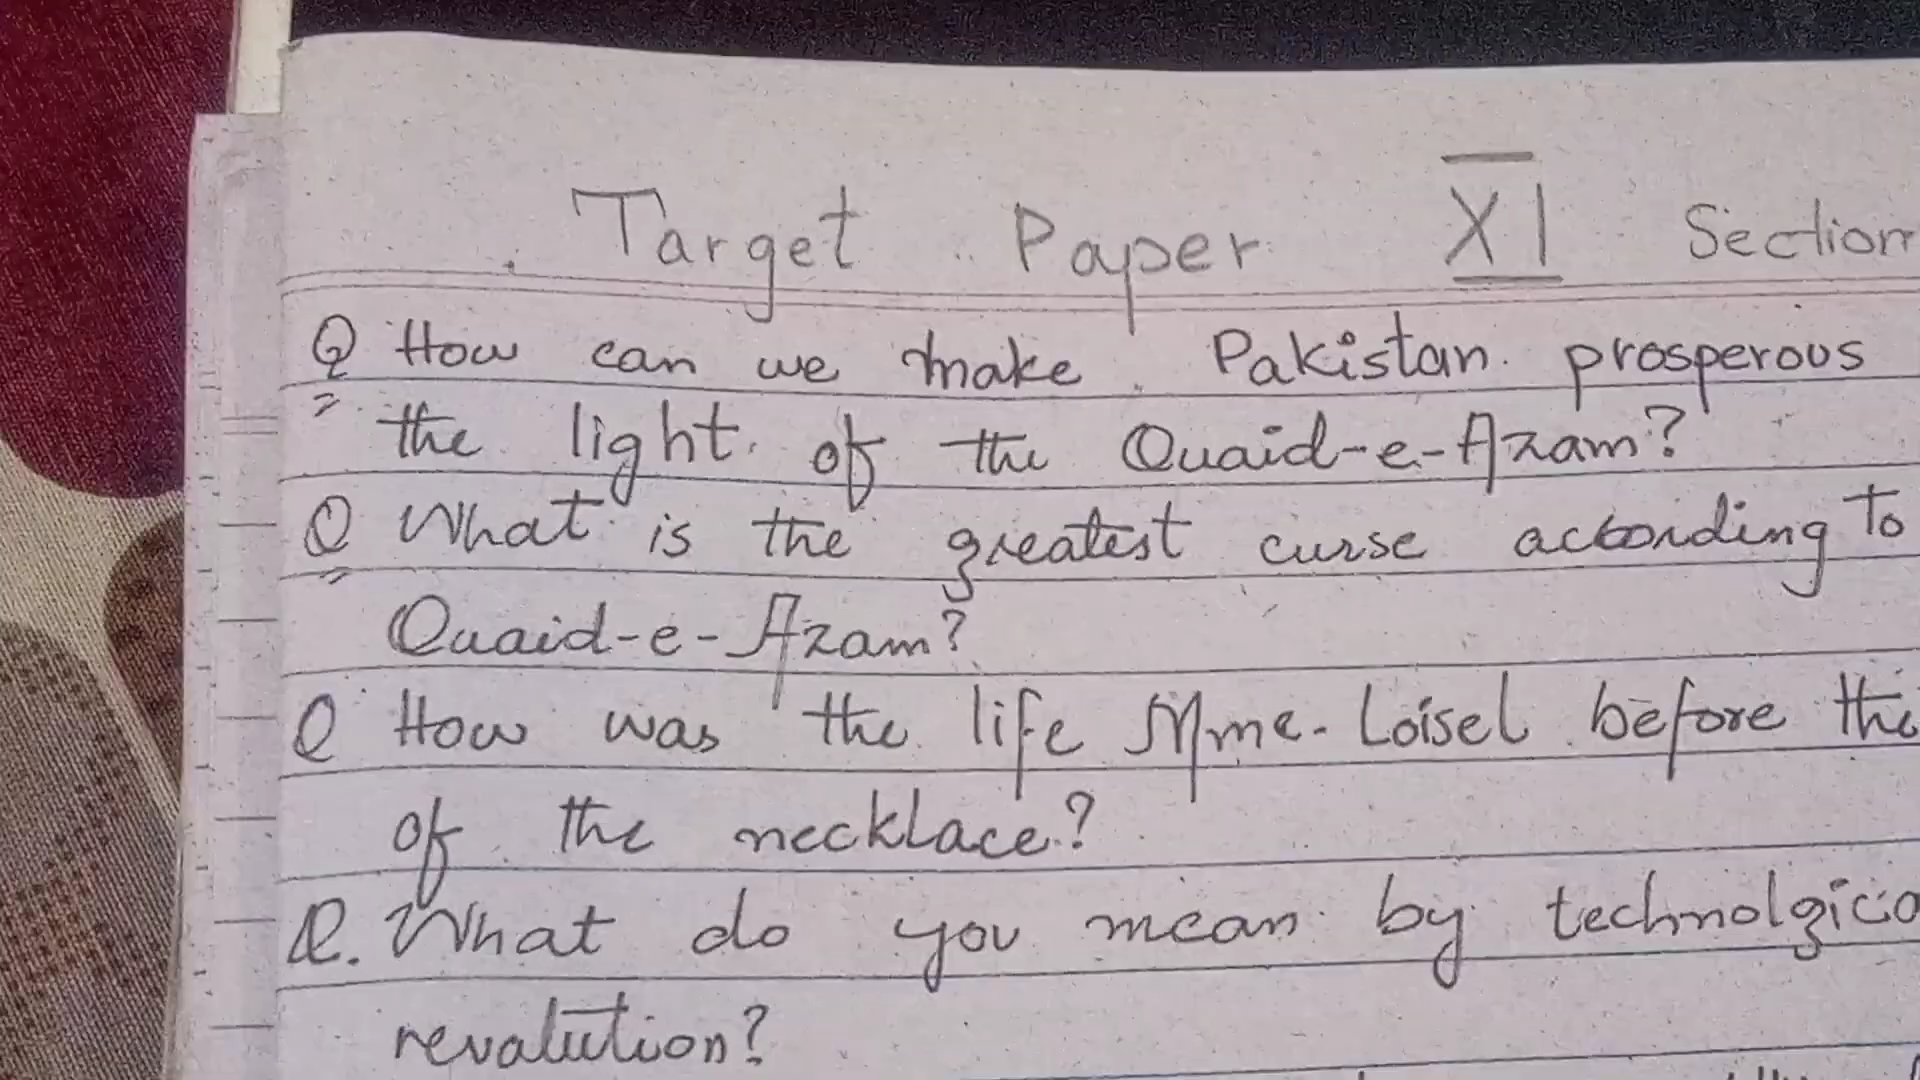 Target Paper XI Section
Q How can we make Pakistan prosperous
the light of the Quaid-e-Azam?
Q What is the greatest curse according to
Quaid-e-Azam?
Q How was the life Mme. Loisel before the
of the necklace?
Q. What do you mean by technolgica
revalution?